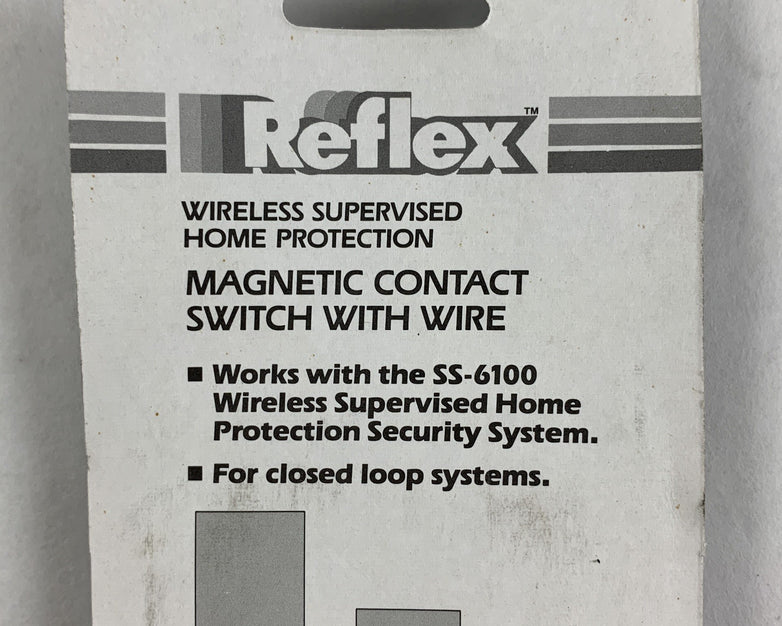 Reflex™
WIRELESS SUPERVISED
HOME PROTECTION
MAGNETIC CONTACT
SWITCH WITH WIRE
■ Works with the SS-6100
Wireless Supervised Home
Protection Security System.
■ For closed loop systems.